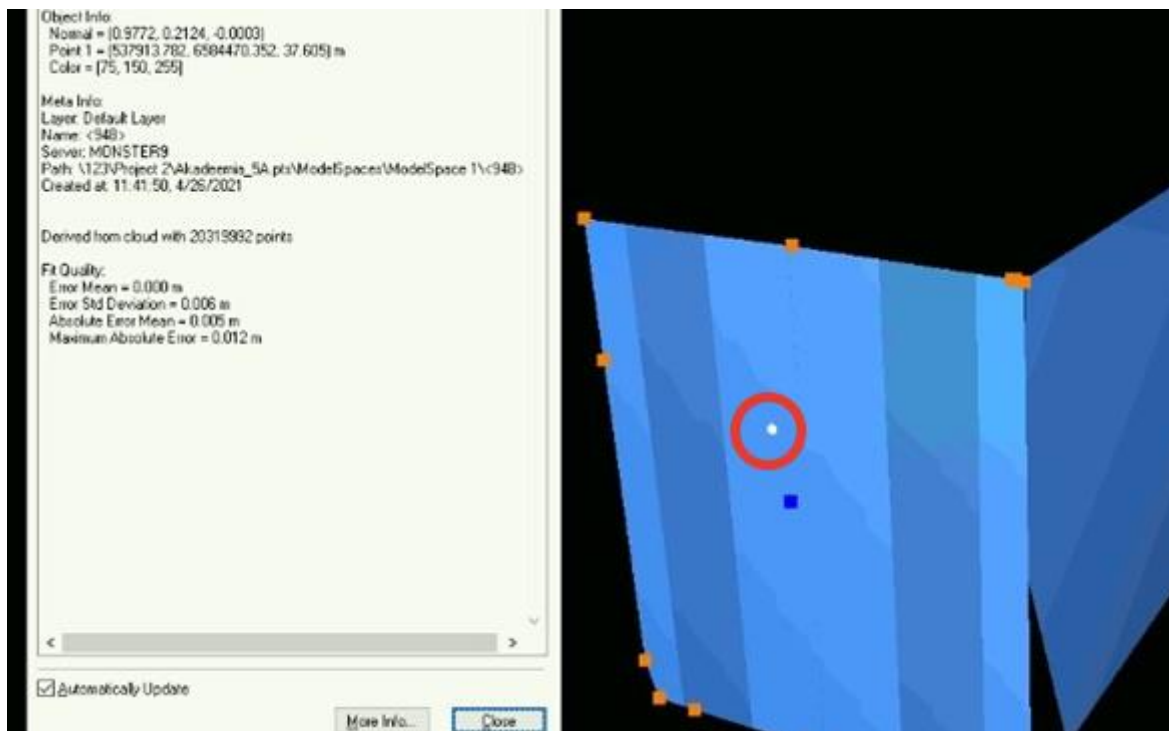 Object Info:
Normal = (0.9772, 0.2124, -0.0003)
Point 1 = (537913.782, 6584470.352, 37.605) m
Color = [75, 150, 255]
Meta Info:
Layer: Default Layer
Name: <948>
Server: MONSTER9
Path: \123\Project 2\Akadeemia_5A.pts\ModelSpaces\ModelSpace 1\<948>
Created at: 11:41:50, 4/26/2021
Derived from cloud with 20319992 points
Fit Quality:
Error Mean = 0.000 m
Error Std Deviation = 0.006 m
Absolute Error Mean = 0.005 m
Maximum Absolute Error = 0.012 m
Automatically Update
More Info...
Close